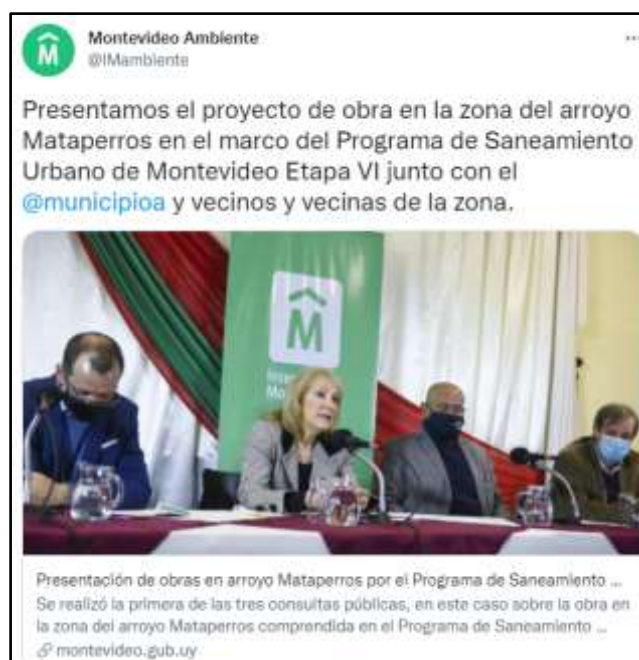 Montevideo Ambiente
@IMambiente
Presentamos el proyecto de obra en la zona del arroyo
Mataperros en el marco del Programa de Saneamiento
Urbano de Montevideo Etapa VI junto con el
@municipioa y vecinos y vecinas de la zona.
M
Presentación de obras en arroyo Mataperros por el Programa de Saneamiento ...
Se realizó la primera de las tres consultas públicas, en este caso sobre la obra en
la zona del arroyo Mataperros comprendida en el Programa de Saneamiento ...
montevideo.gub.uy